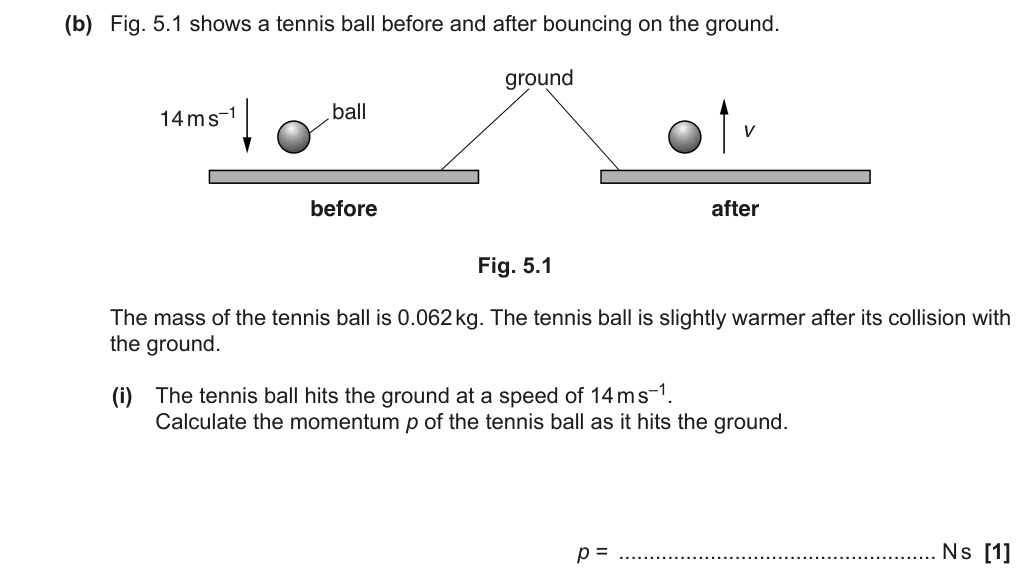 (b) Fig. 5.1 shows a tennis ball before and after bouncing on the ground.
ground
14 m s⁻¹
ball
v
before
after
Fig. 5.1
The mass of the tennis ball is 0.062 kg. The tennis ball is slightly warmer after its collision with
the ground.
(i) The tennis ball hits the ground at a speed of 14 m s⁻¹.
Calculate the momentum p of the tennis ball as it hits the ground.
p = .................................................... N s [1]